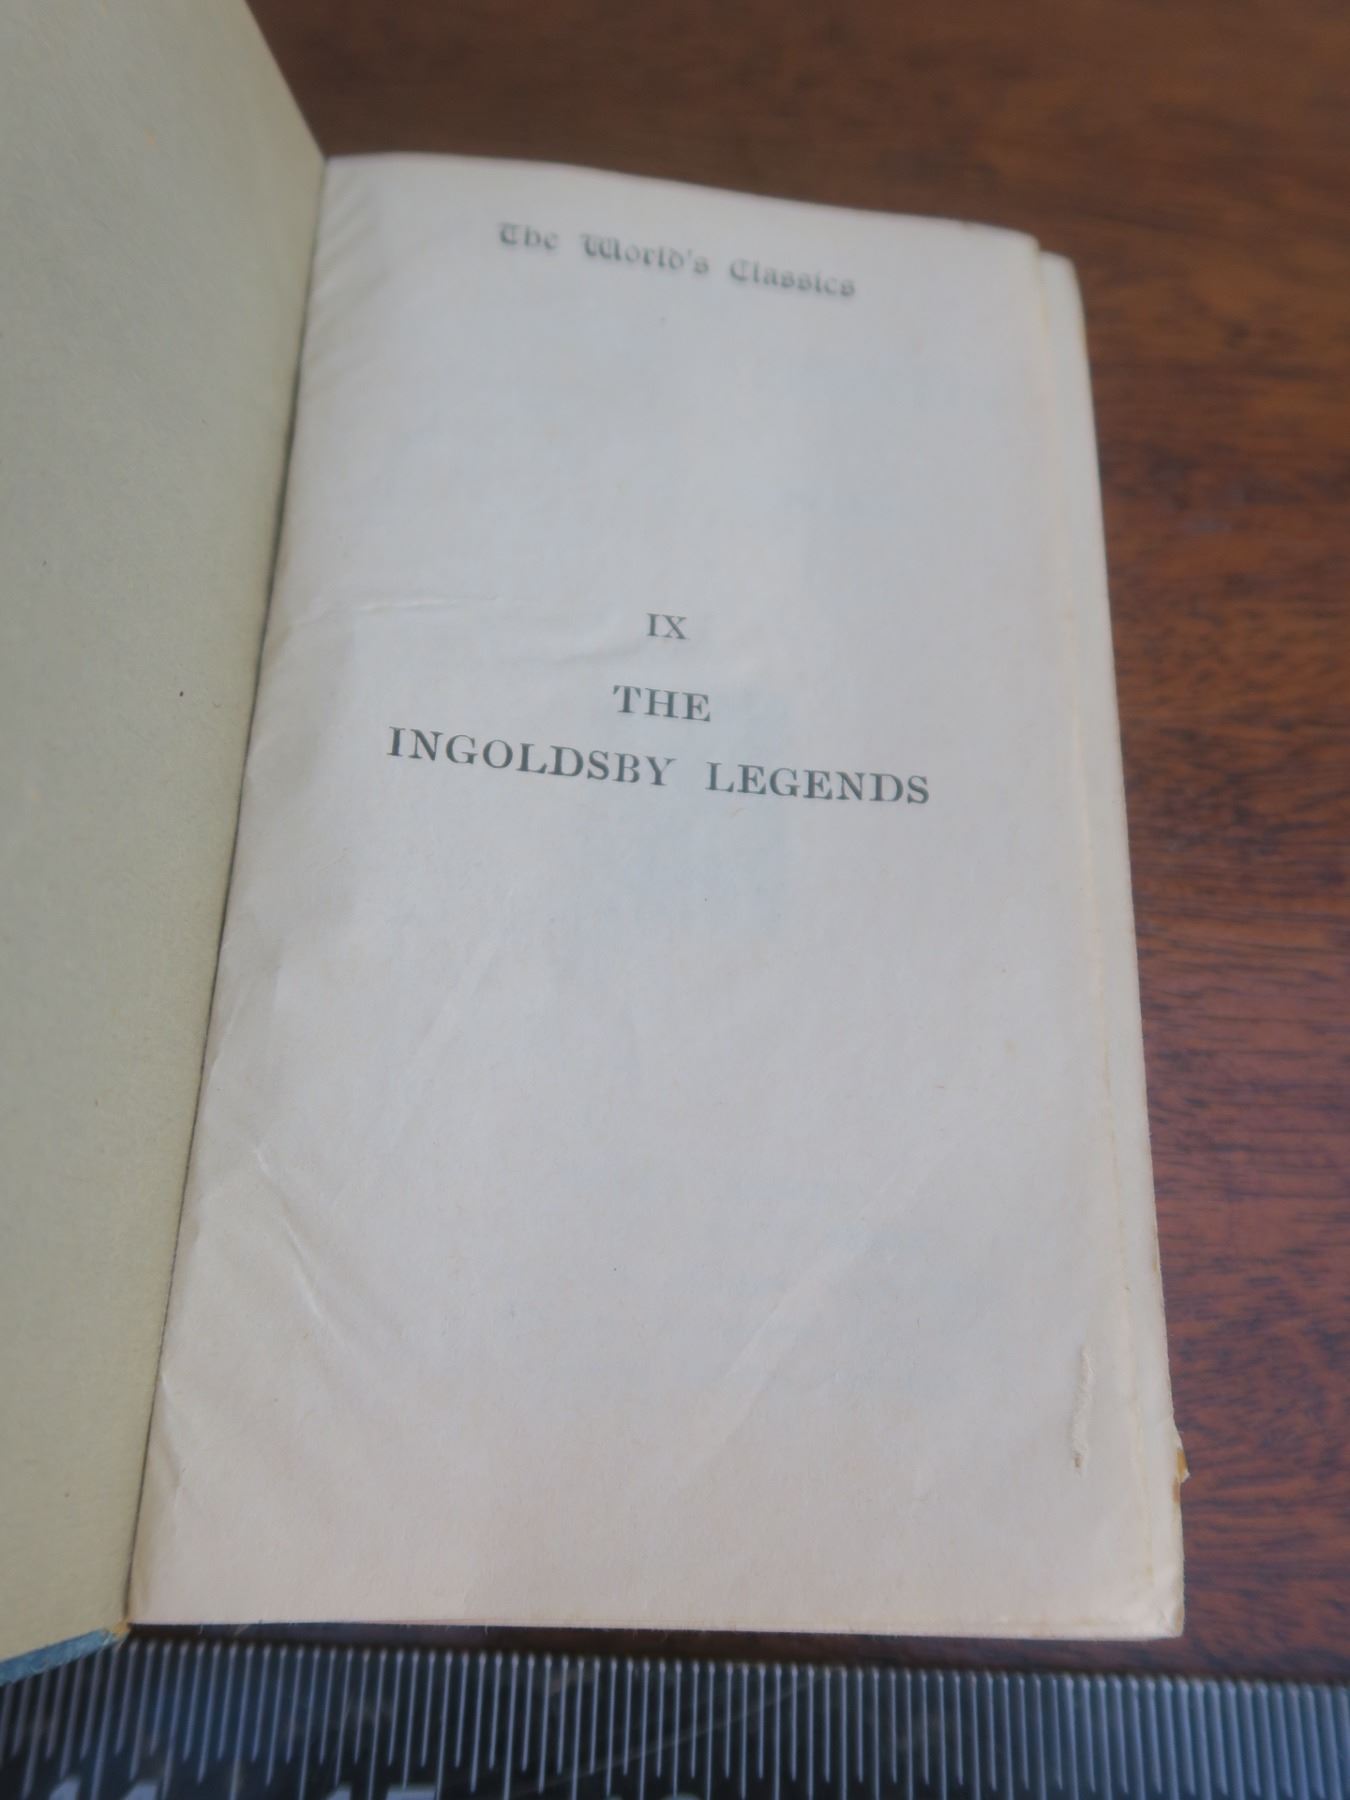 The World's Classics
IX
THE
INGOLDSBY LEGENDS